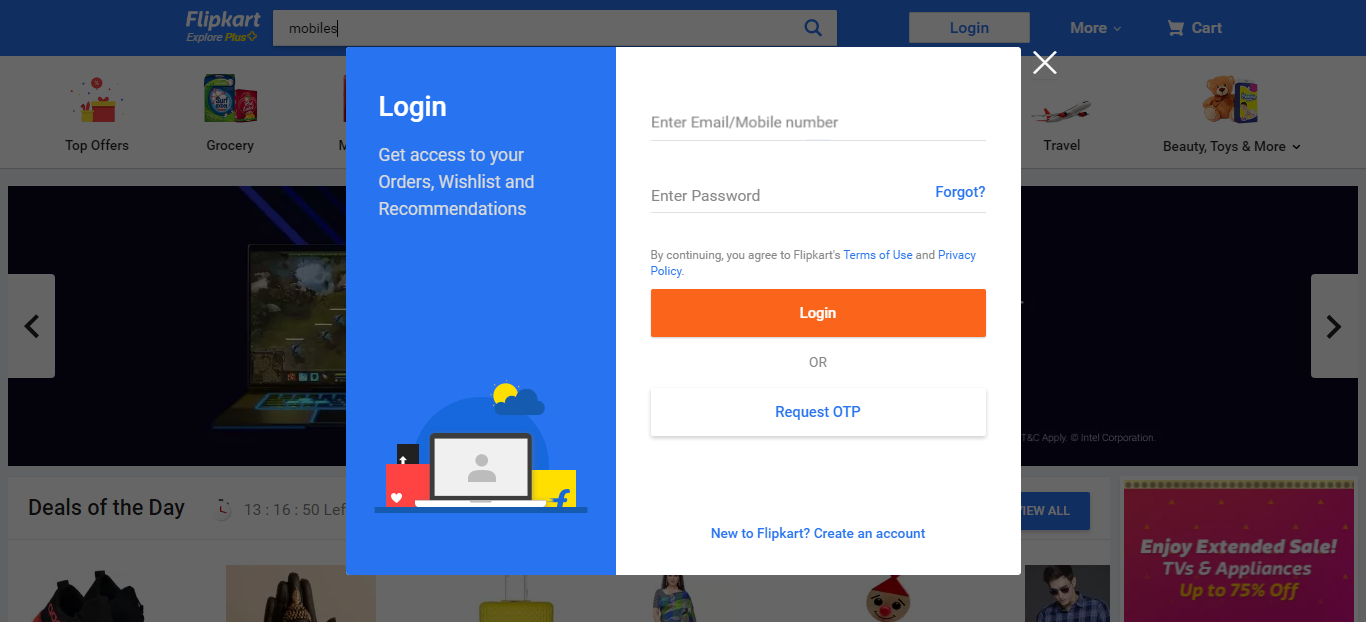 Flipkart
Explore Plus
mobiles
Login
More
Cart
Top Offers
Grocery
M
Travel
Beauty, Toys & More
Login
Get access to your
Orders, Wishlist and
Recommendations
Enter Email/Mobile number
Enter Password
Forgot?
By continuing, you agree to Flipkart's Terms of Use and Privacy
Policy.
Login
OR
Request OTP
New to Flipkart? Create an account
T&C Apply. © Intel Corporation.
Deals of the Day
13 : 16 : 50 Lef
VIEW ALL
Enjoy Extended Sale!
TVs & Appliances
Up to 75% Off